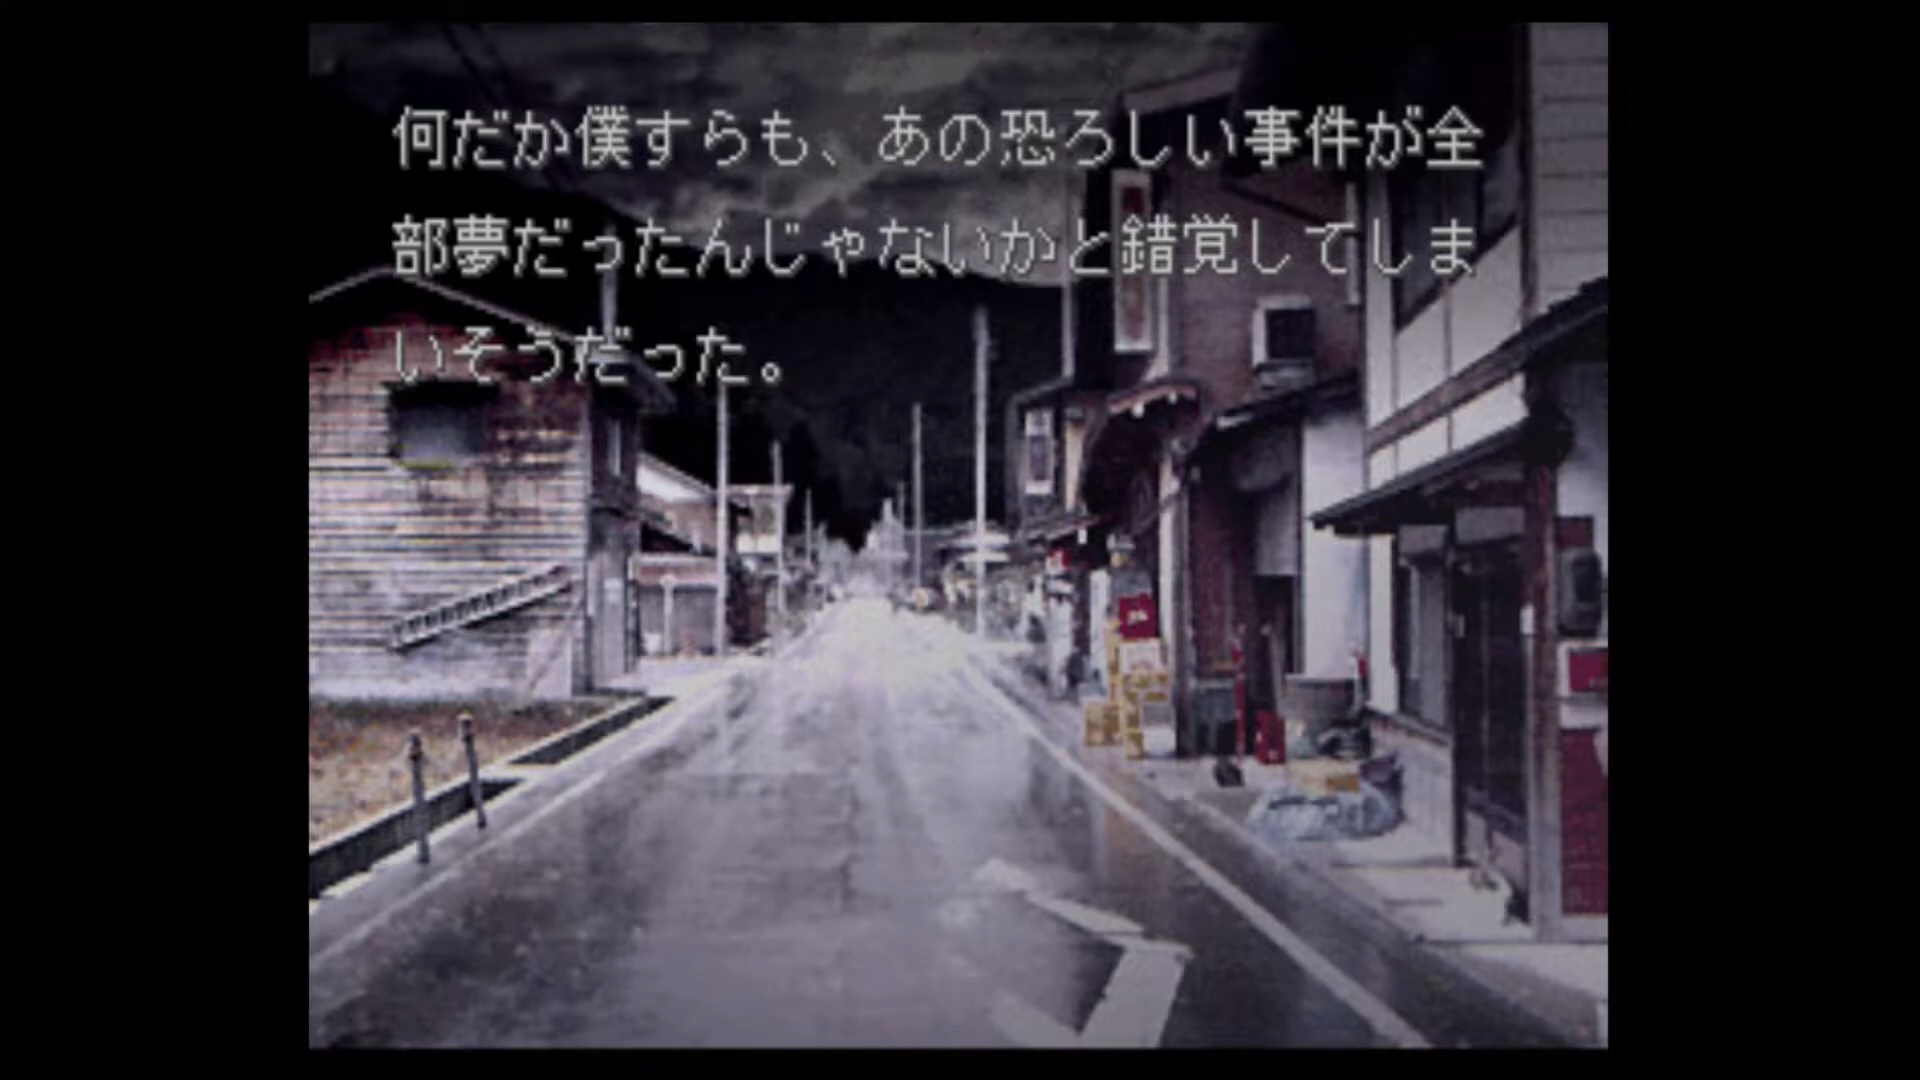 何だか僕すらも、あの恐ろしい事件が全
部夢だったんじゃないかと錯覚してしま
いそうだった。